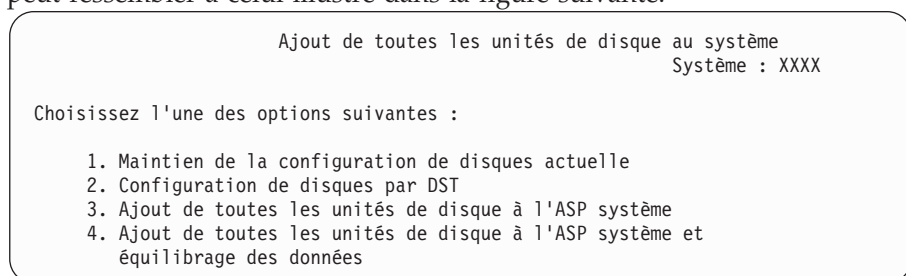 peut ressembler à celui illustré dans la figure suivante.
Ajout de toutes les unités de disque au système
Système : XXXX
Choisissez l'une des options suivantes :
1. Maintien de la configuration de disques actuelle
2. Configuration de disques par DST
3. Ajout de toutes les unités de disque à l'ASP système
4. Ajout de toutes les unités de disque à l'ASP système et
équilibrage des données